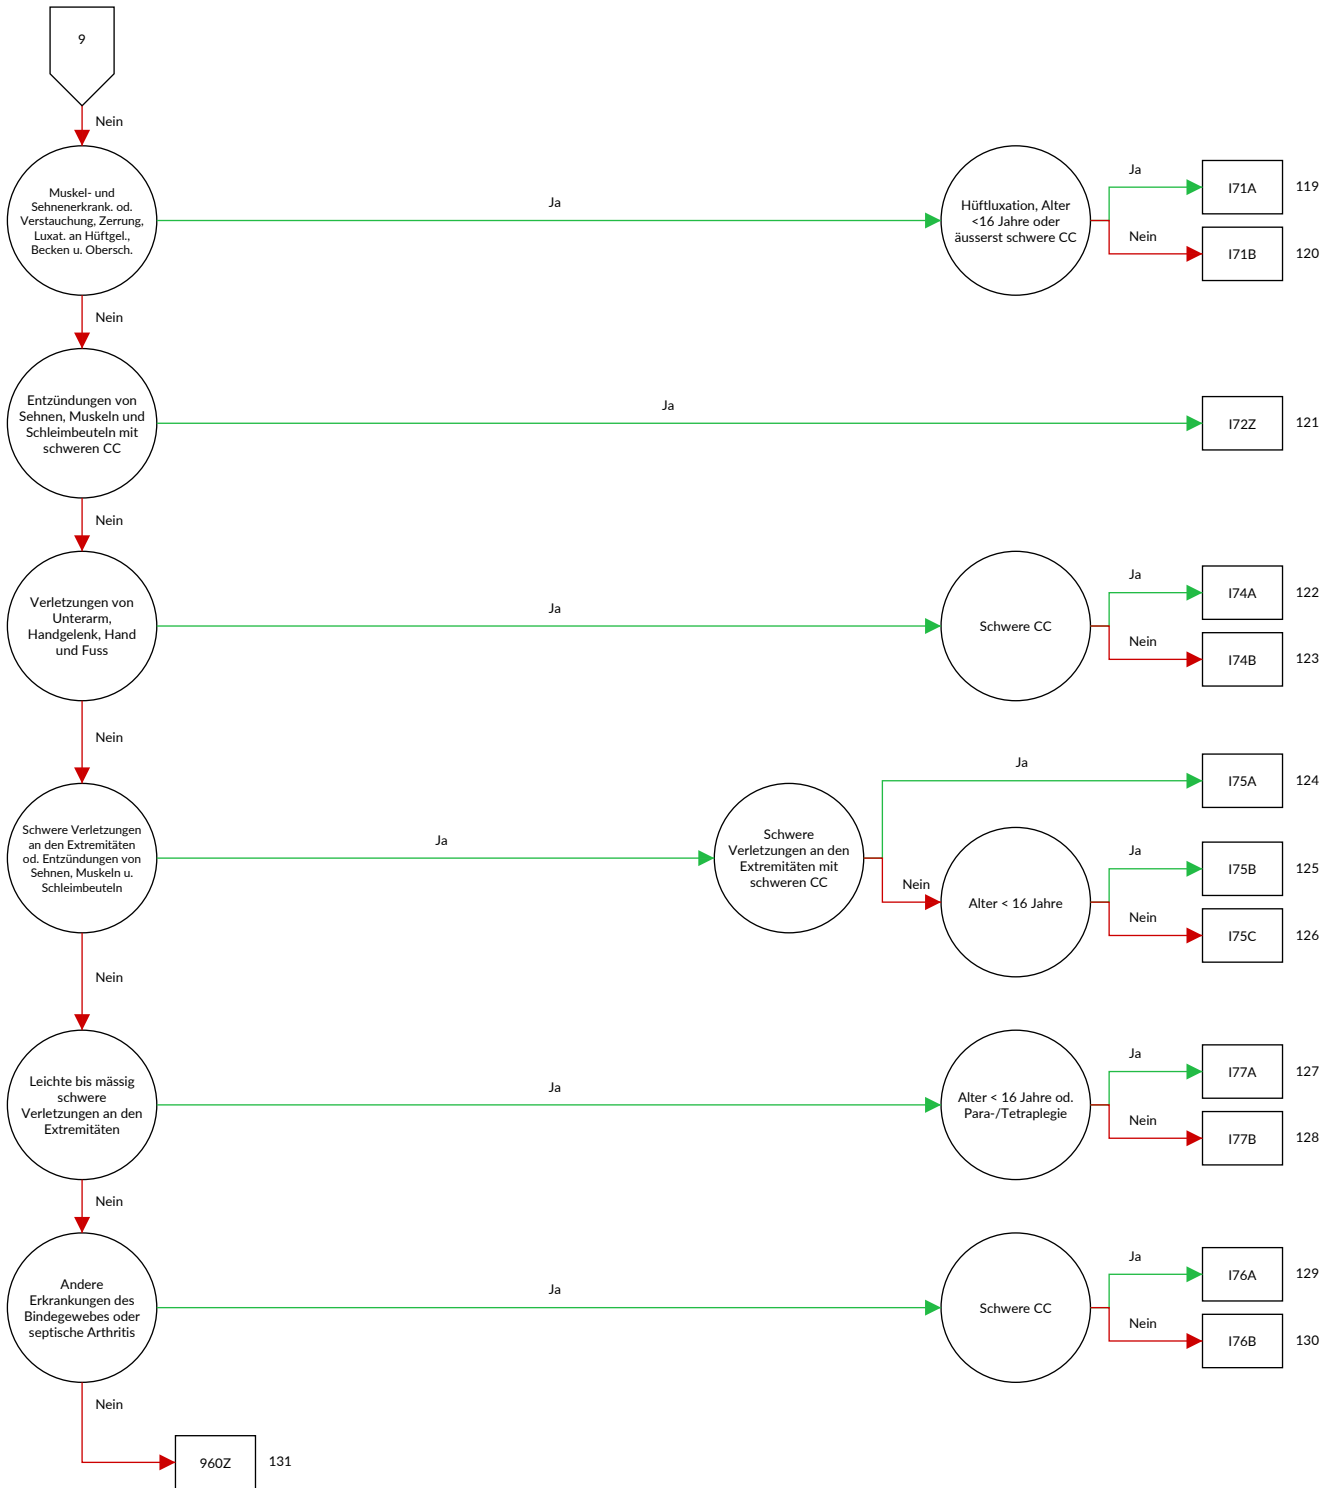 9
Nein
Muskel- und
Sehnenerkrank. od.
Verstauchung, Zerrung,
Luxat. an Hüftgel.,
Becken u. Obersch.
Ja
Hüftluxation, Alter
<16 Jahre oder
äusserst schwere CC
Ja
I71A
119
Nein
I71B
120
Nein
Entzündungen von
Sehnen, Muskeln und
Schleimbeuteln mit
schweren CC
Ja
I72Z
121
Nein
Verletzungen von
Unterarm,
Handgelenk, Hand
und Fuss
Ja
Schwere CC
Ja
I74A
122
Nein
I74B
123
Nein
Schwere Verletzungen
an den Extremitäten
od. Entzündungen von
Sehnen, Muskeln u.
Schleimbeuteln
Ja
Schwere
Verletzungen an den
Extremitäten mit
schweren CC
Ja
I75A
124
Nein
Alter < 16 Jahre
Ja
I75B
125
Nein
I75C
126
Nein
Leichte bis mässig
schwere
Verletzungen an den
Extremitäten
Ja
Alter < 16 Jahre od.
Para-/Tetraplegie
Ja
I77A
127
Nein
I77B
128
Nein
Andere
Erkrankungen des
Bindegewebes oder
septische Arthritis
Ja
Schwere CC
Ja
I76A
129
Nein
I76B
130
Nein
960Z
131